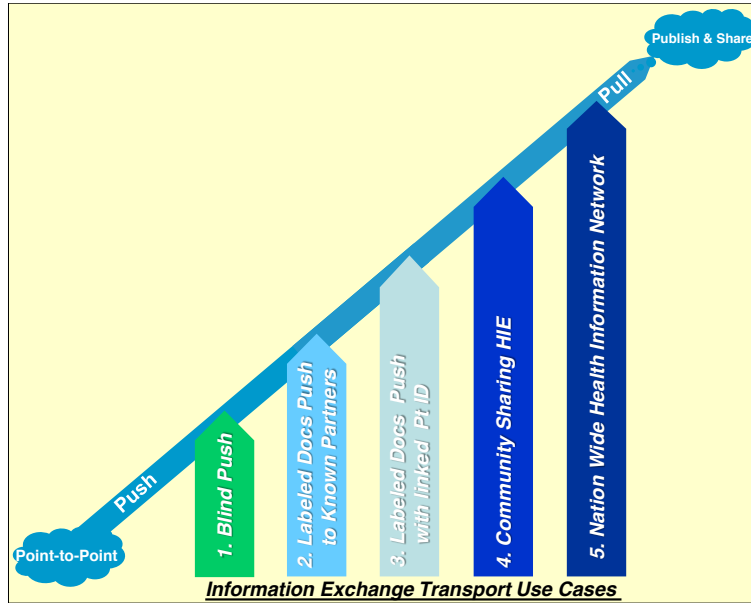 Publish & Share
Pull
Push
Point-to-Point
1. Blind Push
2. Labeled Docs Push
to Known Partners
3. Labeled Docs Push
with linked Pt ID
4. Community Sharing HIE
5. Nation Wide Health Information Network
Information Exchange Transport Use Cases